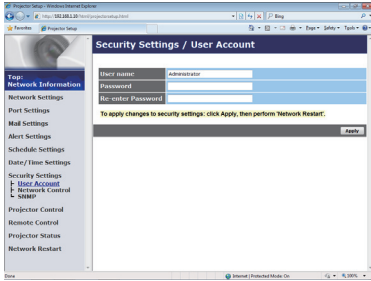 Projector Setup - Windows Internet Explorer
http://192.168.1.16/html/projectorsetup.html
Bing
Favorites
Projector Setup
Page
Safety
Tools
Top:
Network Information
Network Settings
Port Settings
Mail Settings
Alert Settings
Schedule Settings
Date/Time Settings
Security Settings
User Account
Network Control
SNMP
Projector Control
Remote Control
Projector Status
Network Restart
Security Settings / User Account
User name Administrator
Password
Re-enter Password
To apply changes to security settings: click Apply, then perform 'Network Restart'.
Apply
Done
Internet | Protected Mode: On
100%